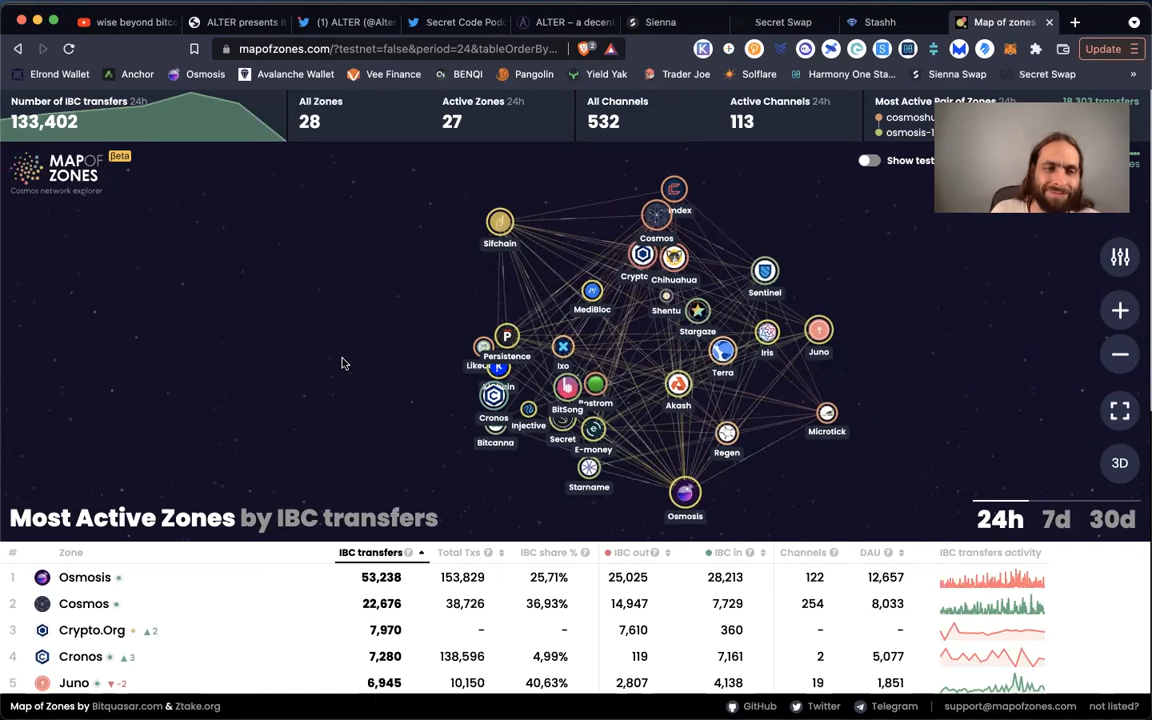 wise beyond bitco
ALTER presents it
(1) ALTER (@Alter
Secret Code Pod
ALTER – a decent
Sienna
Secret Swap
Stashh
Map of zones
mapofzones.com/?testnet=false&period=24&tableOrderBy...
2
Update
Elrond Wallet
Anchor
Osmosis
Avalanche Wallet
Vee Finance
BENQI
Pangolin
Yield Yak
Trader Joe
Solflare
Harmony One Sta...
Sienna Swap
Secret Swap
»
Number of IBC transfers 24h
133,402
All Zones
28
Active Zones 24h
27
All Channels
532
Active Channels 24h
113
Most Active Pair of Zones 24h
18,303 transfers
cosmoshu
osmosis-1
MAPOF
ZONES
βeta
Cosmos network explorer
Show test
Sifchain
Cosmos
Chihuahua
Sentinel
MediBloc
Shentu
Stargaze
Iris
Juno
Persistence
Ixo
Terra
Akash
BitSong
Cronos
Injective
Bitcanna
Secret
E-money
Starname
Regen
Microtick
Osmosis
3D
Most Active Zones by IBC transfers
24h 7d 30d
# Zone IBC transfers Total Txs IBC share % IBC out IBC in Channels DAU IBC transfers activity
1 Osmosis 53,238 153,829 25,71% 25,025 28,213 122 12,657
2 Cosmos 22,676 38,726 36,93% 14,947 7,729 254 8,033
3 Crypto.Org ▲2 7,970 – – 7,610 360 – –
4 Cronos ▲3 7,280 138,596 4,99% 119 7,161 2 5,077
5 Juno ▼-2 6,945 10,150 40,63% 2,807 4,138 19 1,851
Map of Zones by Bitquasar.com & Ztake.org
GitHub
Twitter
Telegram
support@mapofzones.com
not listed?